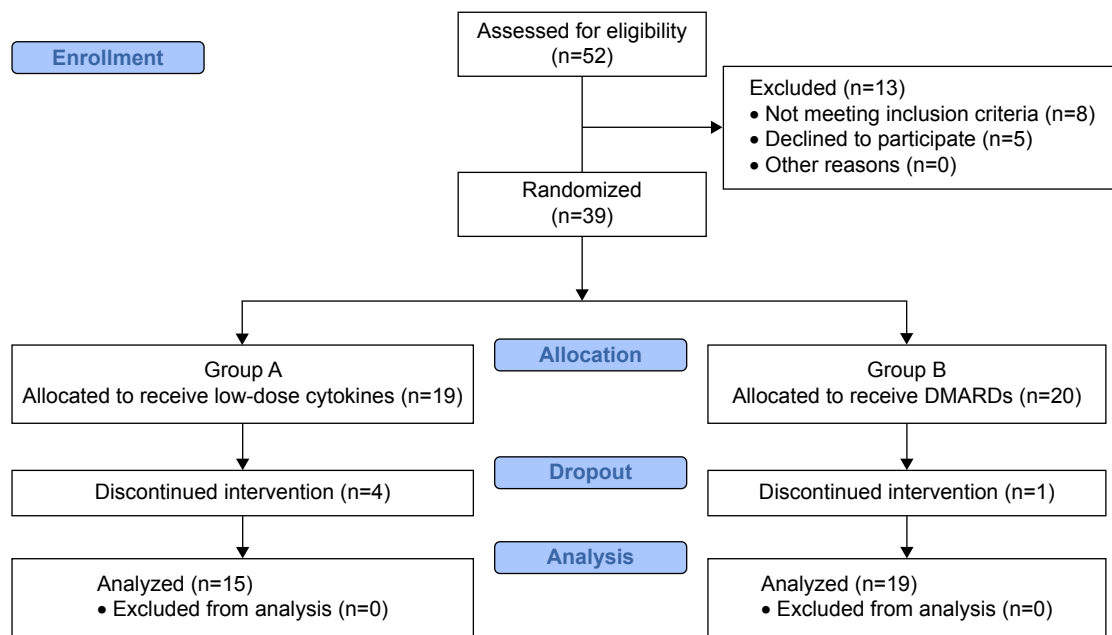 Assessed for eligibility
(n=52)
Enrollment
Excluded (n=13)
• Not meeting inclusion criteria (n=8)
• Declined to participate (n=5)
• Other reasons (n=0)
Randomized
(n=39)
Allocation
Group A
Allocated to receive low-dose cytokines (n=19)
Group B
Allocated to receive DMARDs (n=20)
Dropout
Discontinued intervention (n=4)
Discontinued intervention (n=1)
Analysis
Analyzed (n=15)
• Excluded from analysis (n=0)
Analyzed (n=19)
• Excluded from analysis (n=0)